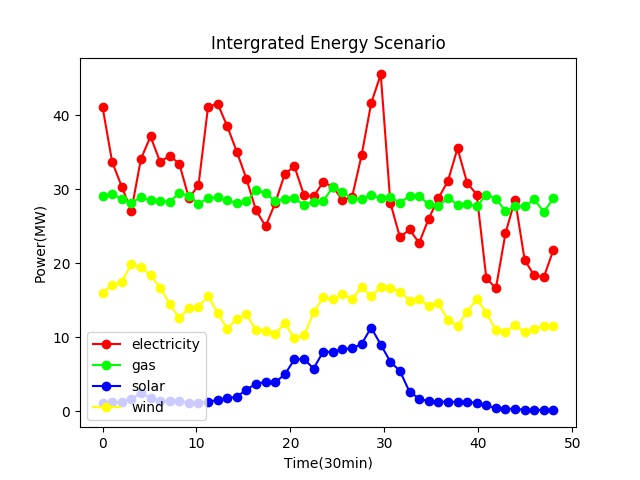 Intergrated Energy Scenario
Power(MW)
40
30
20
10
0
electricity
gas
solar
wind
0 10 20 30 40 50
Time(30min)